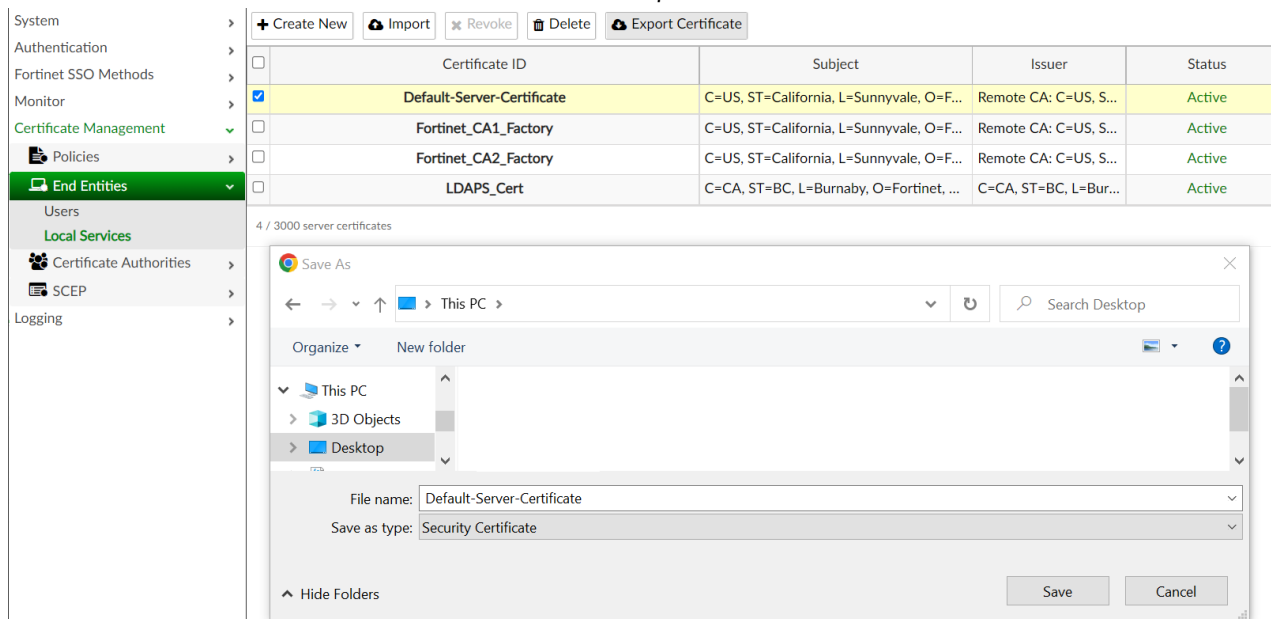 System
Authentication
Fortinet SSO Methods
Monitor
Certificate Management
Policies
End Entities
Users
Local Services
Certificate Authorities
SCEP
Logging
Create New Import Revoke Delete Export Certificate
Certificate ID Subject Issuer Status
Default-Server-Certificate C=US, ST=California, L=Sunnyvale, O=F... Remote CA: C=US, S... Active
Fortinet_CA1_Factory C=US, ST=California, L=Sunnyvale, O=F... Remote CA: C=US, S... Active
Fortinet_CA2_Factory C=US, ST=California, L=Sunnyvale, O=F... Remote CA: C=US, S... Active
LDAPS_Cert C=CA, ST=BC, L=Burnaby, O=Fortinet, ... C=CA, ST=BC, L=Bur... Active
4 / 3000 server certificates
Save As
This PC
Search Desktop
Organize New folder
This PC
3D Objects
Desktop
File name: Default-Server-Certificate
Save as type: Security Certificate
Hide Folders Save Cancel